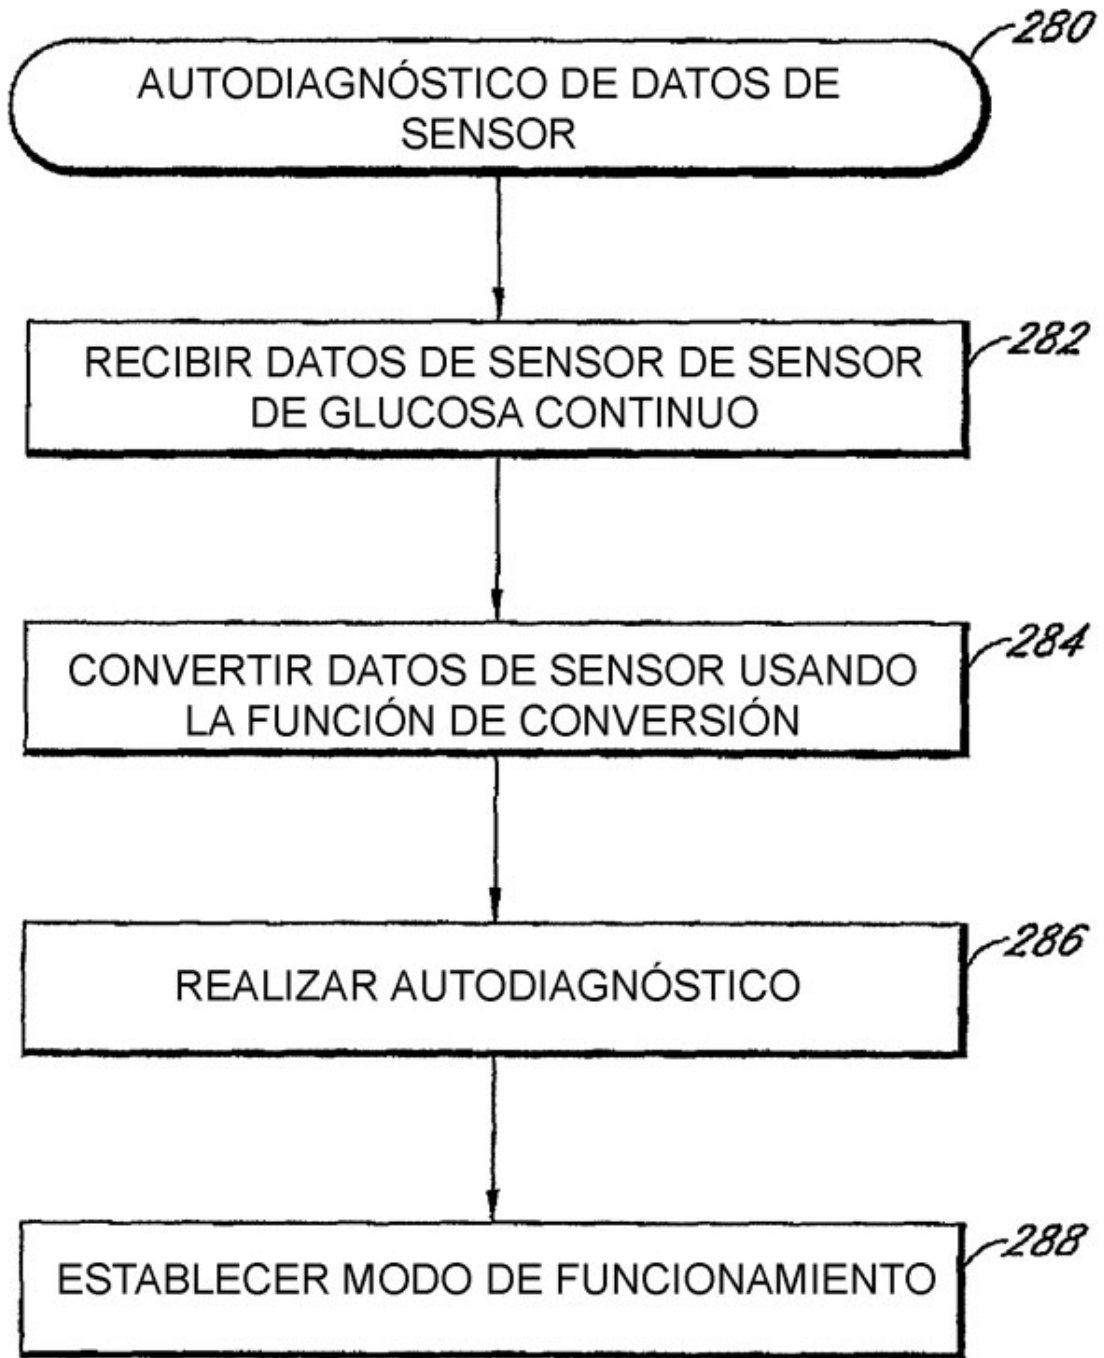 280
AUTODIAGNÓSTICO DE DATOS DE
SENSOR
282
RECIBIR DATOS DE SENSOR DE SENSOR
DE GLUCOSA CONTINUO
284
CONVERTIR DATOS DE SENSOR USANDO
LA FUNCIÓN DE CONVERSIÓN
286
REALIZAR AUTODIAGNÓSTICO
288
ESTABLECER MODO DE FUNCIONAMIENTO